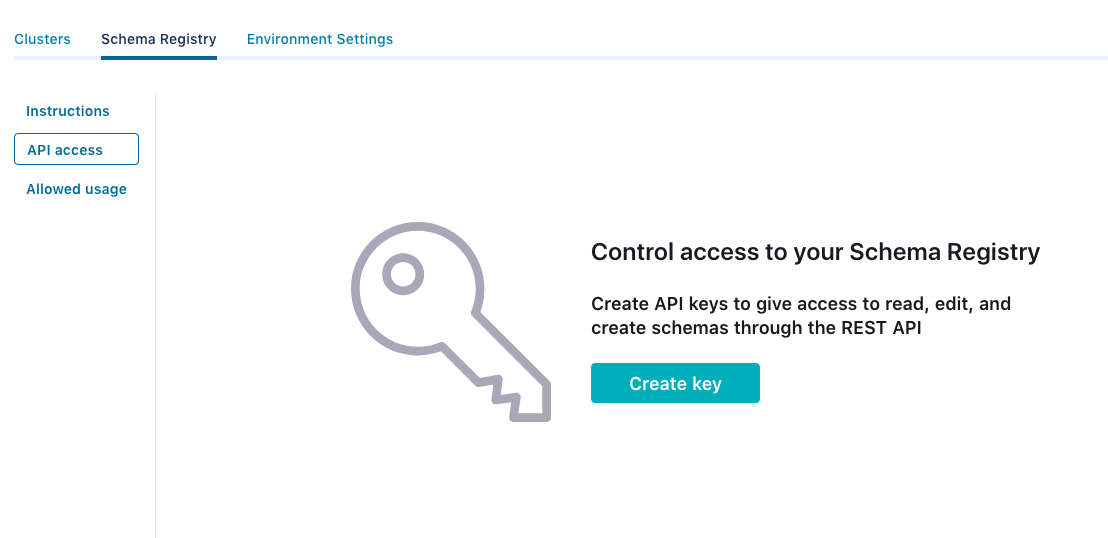 Clusters
Schema Registry
Environment Settings
Instructions
API access
Allowed usage
Control access to your Schema Registry
Create API keys to give access to read, edit, and
create schemas through the REST API
Create key